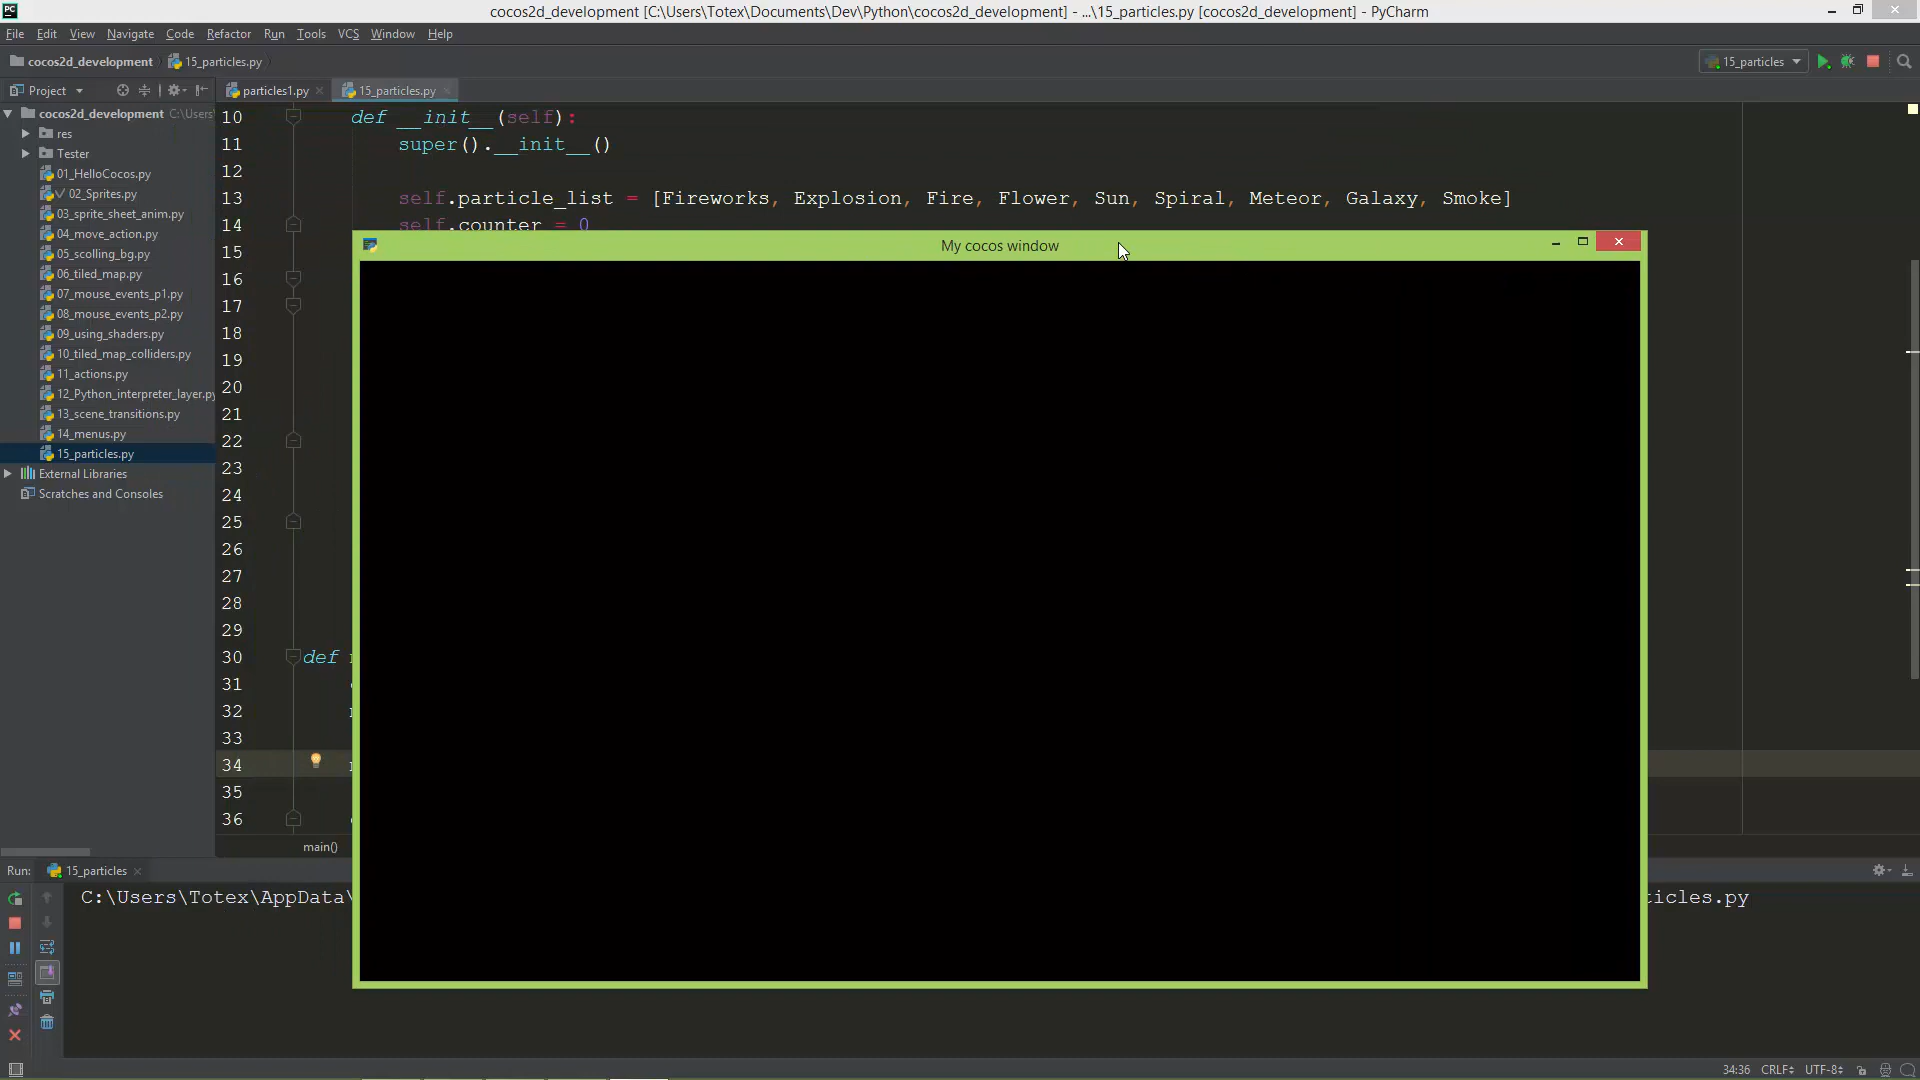 cocos2d_development [C:\Users\Totex\Documents\Dev\Python\cocos2d_development] - ...\15_particles.py [cocos2d_development] - PyCharm
File Edit View Navigate Code Refactor Run Tools VCS Window Help
cocos2d_development 15_particles.py
15_particles
Project
particles1.py 15_particles.py
cocos2d_development C:\Users
res
Tester
01_HelloCocos.py
02_Sprites.py
03_sprite_sheet_anim.py
04_move_action.py
05_scolling_bg.py
06_tiled_map.py
07_mouse_events_p1.py
08_mouse_events_p2.py
09_using_shaders.py
10_tiled_map_colliders.py
11_actions.py
12_Python_interpreter_layer.py
13_scene_transitions.py
14_menus.py
15_particles.py
External Libraries
Scratches and Consoles
10 def __init__(self):
11 super().__init__()
12
13 self.particle_list = [Fireworks, Explosion, Fire, Flower, Sun, Spiral, Meteor, Galaxy, Smoke]
14 self.counter = 0
15
16
17
18
19
20
21
22
23
24
25
26
27
28
29
30 def
31
32
33
34
35
36
My cocos window
main()
Run: 15_particles
C:\Users\Totex\AppData\
ticles.py
34:36 CRLF UTF-8